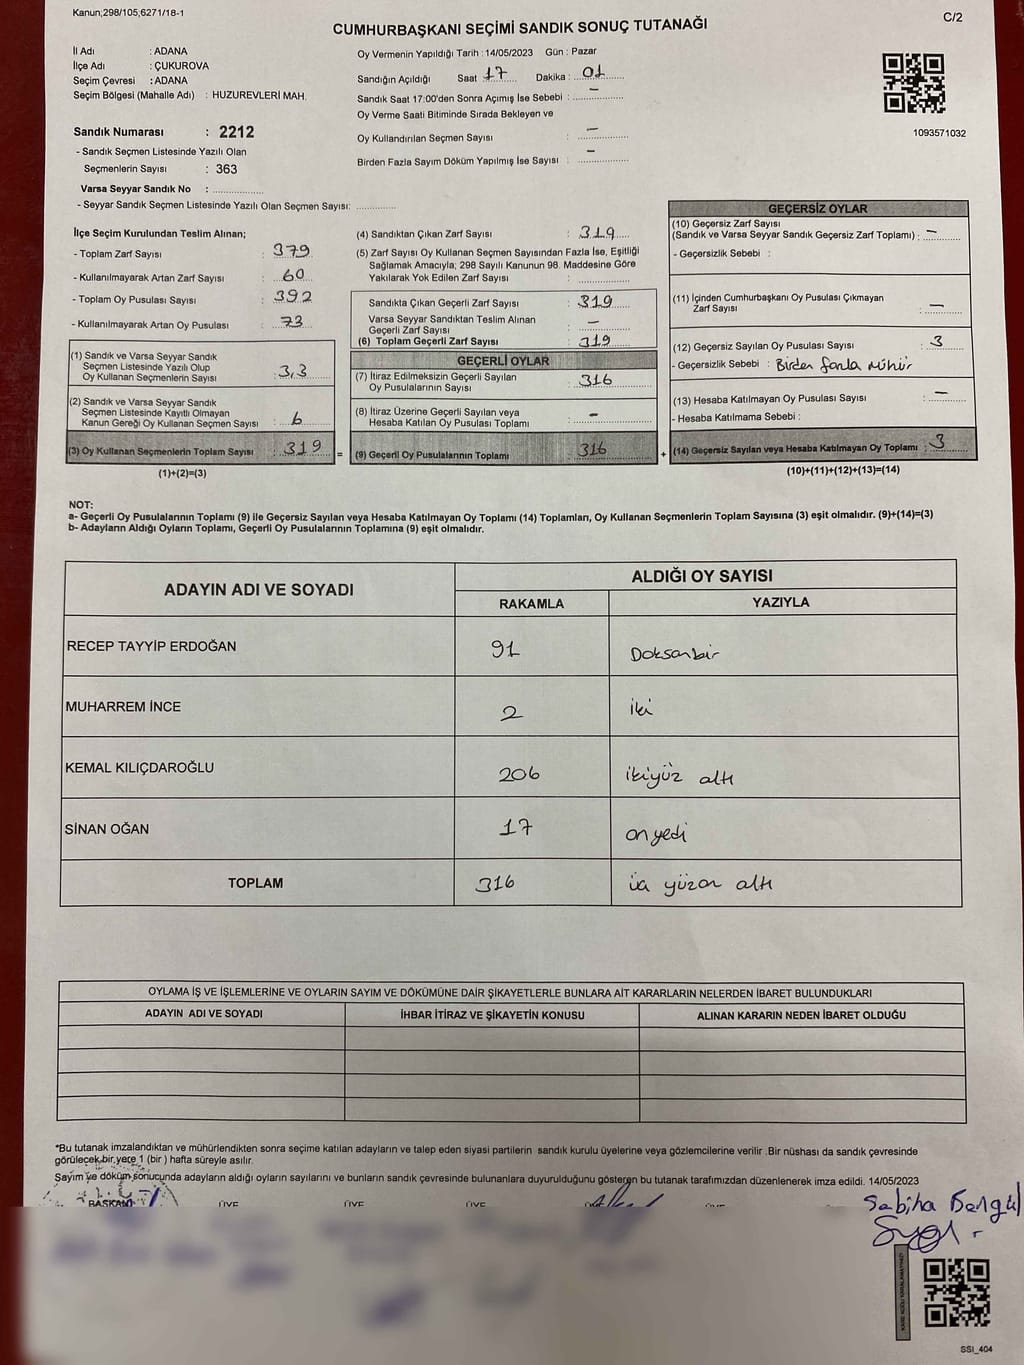 Kanun;298/105,6271/18-1
C/2
CUMHURBAŞKANI SEÇİMİ SANDIK SONUÇ TUTANAĞI
İl Adı : ADANA
İlçe Adı : ÇUKUROVA
Seçim Çevresi : ADANA
Seçim Bölgesi (Mahalle Adı) : HUZUREVLERİ MAH.
Sandık Numarası : 2212
- Sandık Seçmen Listesinde Yazılı Olan
Seçmenlerin Sayısı : 363
Varsa Seyyar Sandık No :
- Seyyar Sandık Seçmen Listesinde Yazılı Olan Seçmen Sayısı:
Oy Vermenin Yapıldığı Tarih : 14/05/2023 Gün : Pazar
Sandığın Açıldığı Saat 17 Dakika : 01
Sandık Saat 17:00'den Sonra Açımış İse Sebebi : –
Oy Verme Saati Bitiminde Sırada Bekleyen ve
Oy Kullandırılan Seçmen Sayısı : –
Birden Fazla Sayım Döküm Yapılmış İse Sayısı : –
1093571032
İlçe Seçim Kurulundan Teslim Alınan;
- Toplam Zarf Sayısı : 379
- Kullanılmayarak Artan Zarf Sayısı : 60
- Toplam Oy Pusulası Sayısı : 392
- Kullanılmayarak Artan Oy Pusulası : 73
(1) Sandık ve Varsa Seyyar Sandık
Seçmen Listesinde Yazılı Olup
Oy Kullanan Seçmenlerin Sayısı : 3,3
(2) Sandık ve Varsa Seyyar Sandık
Seçmen Listesinde Kayıtlı Olmayan
Kanun Gereği Oy Kullanan Seçmen Sayısı : 6
(3) Oy Kullanan Seçmenlerin Toplam Sayısı : 319
(1)+(2)=(3)
(4) Sandıktan Çıkan Zarf Sayısı : 319
(5) Zarf Sayısı Oy Kullanan Seçmen Sayısından Fazla İse, Eşitliği
Sağlamak Amacıyla; 298 Sayılı Kanunun 98. Maddesine Göre
Yakılarak Yok Edilen Zarf Sayısı :
Sandıkta Çıkan Geçerli Zarf Sayısı : 319
Varsa Seyyar Sandıktan Teslim Alınan
Geçerli Zarf Sayısı : –
(6) Toplam Geçerli Zarf Sayısı : 319
GEÇERLİ OYLAR
(7) İtiraz Edilmeksizin Geçerli Sayılan
Oy Pusulalarının Sayısı : 316
(8) İtiraz Üzerine Geçerli Sayılan veya
Hesaba Katılan Oy Pusulası Toplamı : –
= (9) Geçerli Oy Pusulalarının Toplamı 316
GEÇERSİZ OYLAR
(10) Geçersiz Zarf Sayısı
(Sandık ve Varsa Seyyar Sandık Geçersiz Zarf Toplamı) : –
- Geçersizlik Sebebi :
(11) İçinden Cumhurbaşkanı Oy Pusulası Çıkmayan
Zarf Sayısı : –
(12) Geçersiz Sayılan Oy Pusulası Sayısı : 3
- Geçersizlik Sebebi : Birden fazla mühür
(13) Hesaba Katılmayan Oy Pusulası Sayısı : –
- Hesaba Katılmama Sebebi :
+ (14) Geçersiz Sayılan veya Hesaba Katılmayan Oy Toplamı : 3
(10)+(11)+(12)+(13)=(14)
NOT:
a- Geçerli Oy Pusulalarının Toplamı (9) ile Geçersiz Sayılan veya Hesaba Katılmayan Oy Toplamı (14) Toplamları, Oy Kullanan Seçmenlerin Toplam Sayısına (3) eşit olmalıdır. (9)+(14)=(3)
b- Adayların Aldığı Oyların Toplamı, Geçerli Oy Pusulalarının Toplamına (9) eşit olmalıdır.
ADAYIN ADI VE SOYADI
ALDIĞI OY SAYISI
RAKAMLA YAZIYLA
RECEP TAYYİP ERDOĞAN 91 Doksanbir
MUHARREM İNCE 2 iki
KEMAL KILIÇDAROĞLU 206 ikiyüz altı
SİNAN OĞAN 17 onyedi
TOPLAM 316 üç yüzon altı
OYLAMA İŞ VE İŞLEMLERİNE VE OYLARIN SAYIM VE DÖKÜMÜNE DAİR ŞİKAYETLERLE BUNLARA AİT KARARLARIN NELERDEN İBARET BULUNDUKLARI
ADAYIN ADI VE SOYADI İHBAR İTİRAZ VE ŞİKAYETİN KONUSU ALINAN KARARIN NEDEN İBARET OLDUĞU
*Bu tutanak imzalandıktan ve mühürlendikten sonra seçime katılan adayların ve talep eden siyasi partilerin sandık kurulu üyelerine veya gözlemcilerine verilir .Bir nüshası da sandık çevresinde
görülecek bir yere 1 (bir ) hafta süreyle asılır.
Sayım ve döküm sonucunda adayların aldığı oyların sayılarını ve bunların sandık çevresinde bulunanlara duyurulduğunu gösteren bu tutanak tarafımızdan düzenlenerek imza edildi. 14/05/2023
BAŞKAN ÜYE ÜYE ÜYE
Sabiha
SSI_404